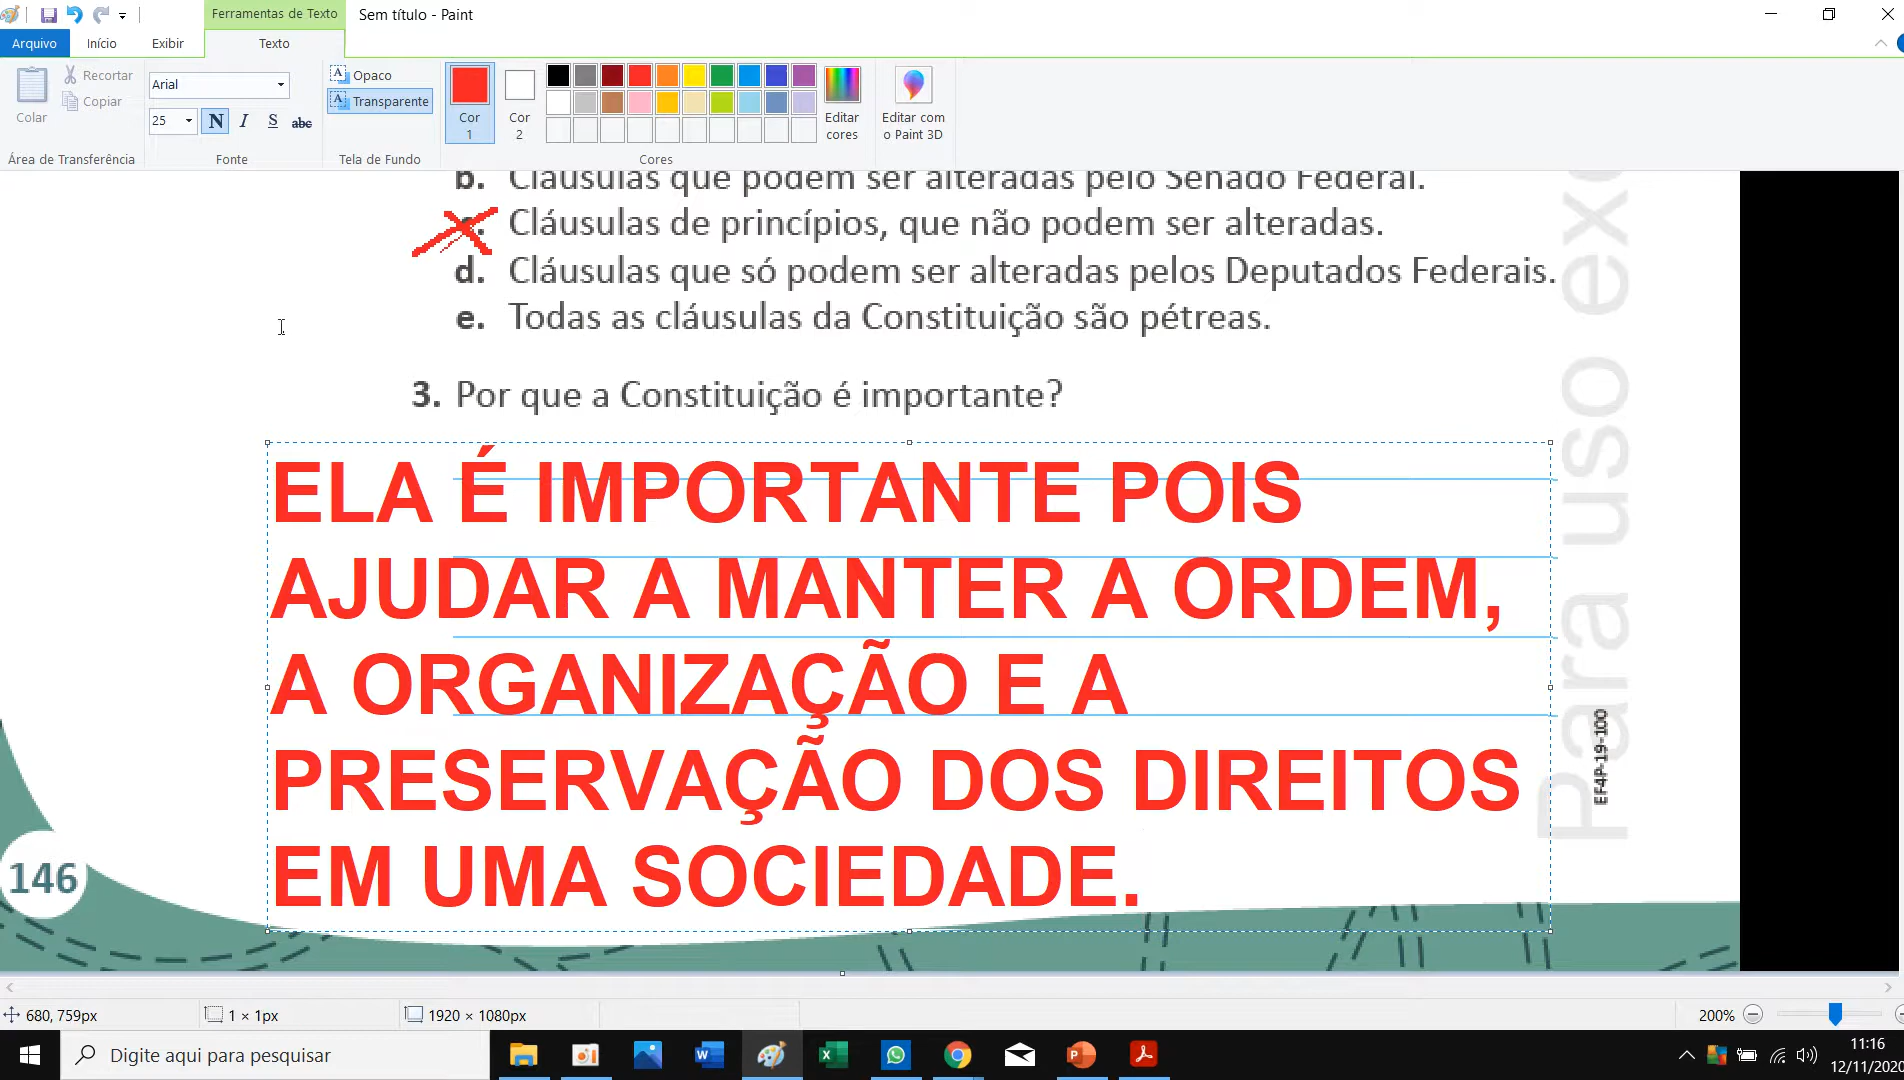 Ferramentas de Texto
Sem título - Paint
Arquivo
Início
Exibir
Texto
Colar
Recortar
Copiar
Área de Transferência
Arial
25
N I S abc
Fonte
Opaco
Transparente
Tela de Fundo
Cor 1
Cor 2
Editar cores
Editar com o Paint 3D
Cores
b. Cláusulas que podem ser alteradas pelo Senado Federal.
c. Cláusulas de princípios, que não podem ser alteradas.
d. Cláusulas que só podem ser alteradas pelos Deputados Federais.
e. Todas as cláusulas da Constituição são pétreas.
3. Por que a Constituição é importante?
ELA É IMPORTANTE POIS
AJUDAR A MANTER A ORDEM,
A ORGANIZAÇÃO E A
PRESERVAÇÃO DOS DIREITOS
EM UMA SOCIEDADE.
146
Para uso ex
EF4P-19-100
680, 759px
1 × 1px
1920 × 1080px
200%
Digite aqui para pesquisar
11:16
12/11/2020